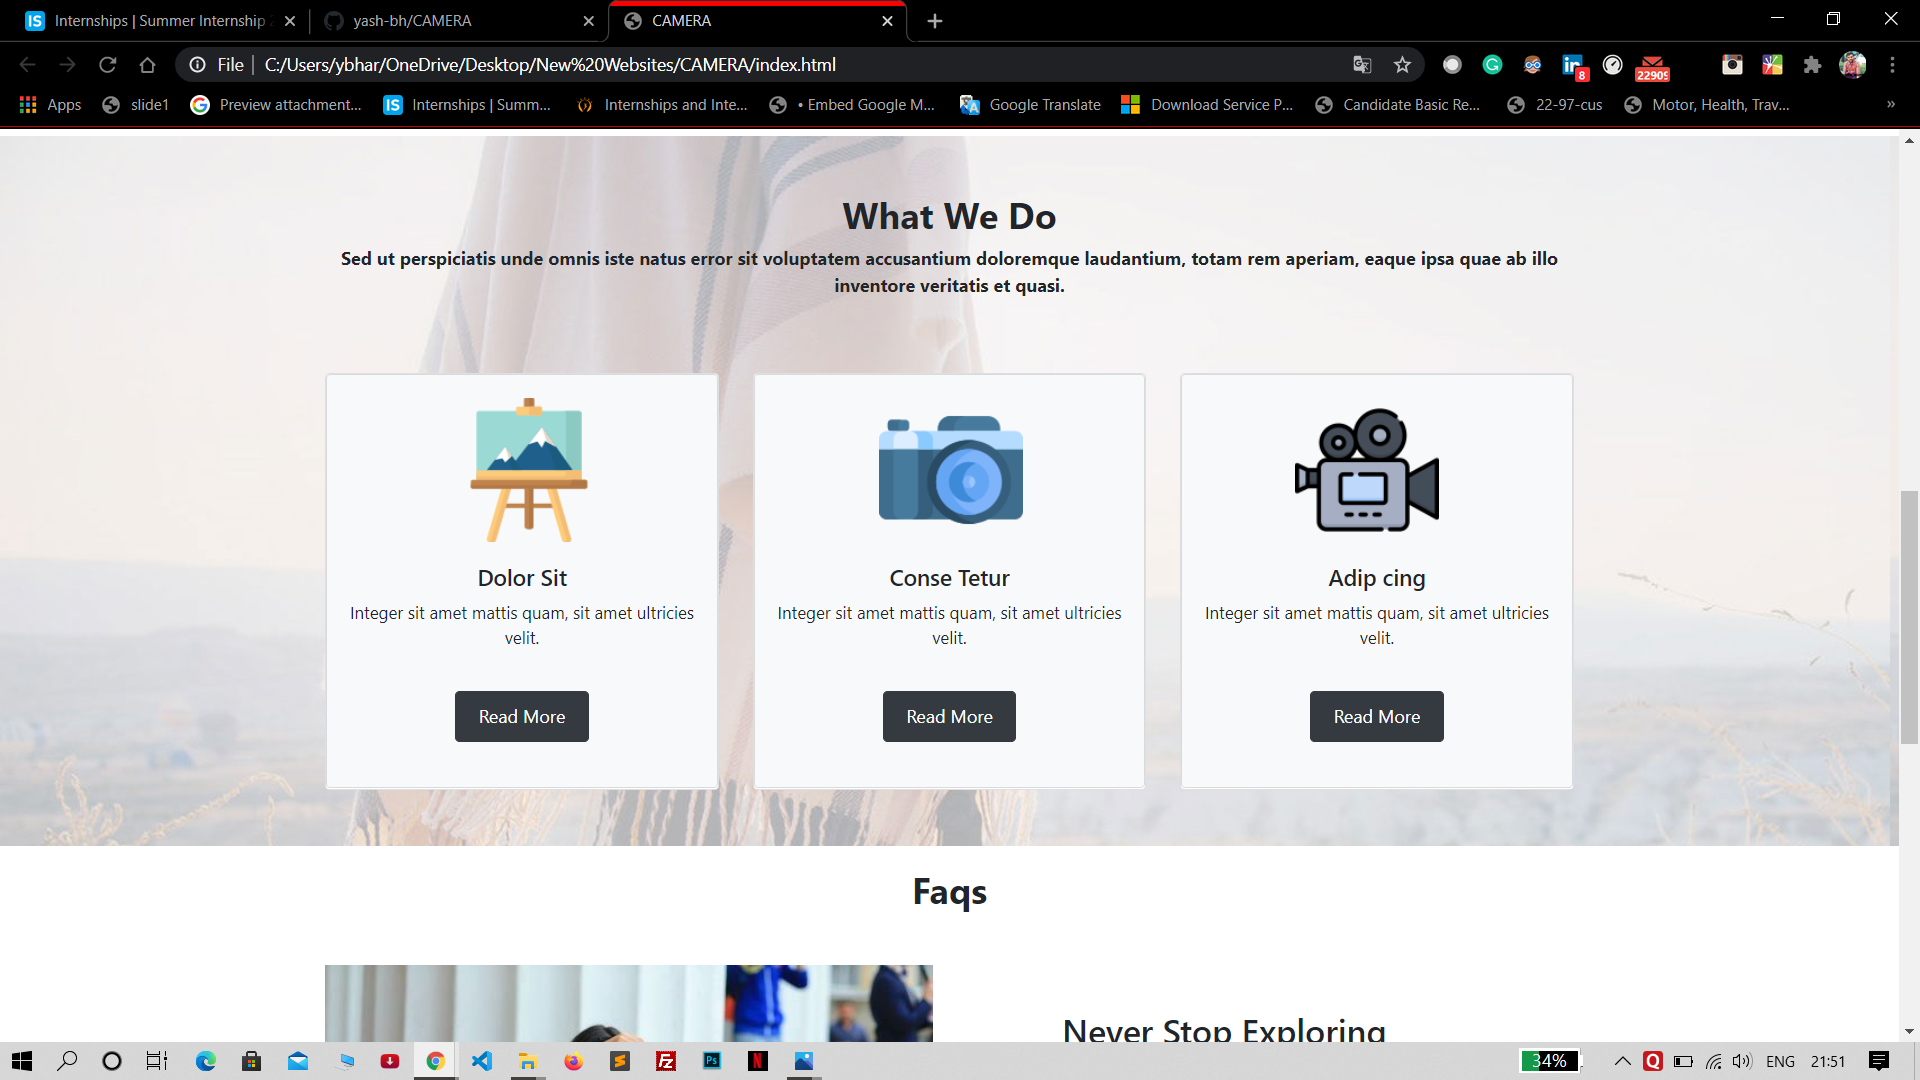 IS Internships | Summer Internship
yash-bh/CAMERA
CAMERA
File C:/Users/ybhar/OneDrive/Desktop/New%20Websites/CAMERA/index.html
8
22909
Apps
slide1
Preview attachment...
IS Internships | Summ...
Internships and Inte...
• Embed Google M...
Google Translate
Download Service P...
Candidate Basic Re...
22-97-cus
Motor, Health, Trav...
»
What We Do
Sed ut perspiciatis unde omnis iste natus error sit voluptatem accusantium doloremque laudantium, totam rem aperiam, eaque ipsa quae ab illo
inventore veritatis et quasi.
Dolor Sit
Integer sit amet mattis quam, sit amet ultricies
velit.
Read More
Conse Tetur
Integer sit amet mattis quam, sit amet ultricies
velit.
Read More
Adip cing
Integer sit amet mattis quam, sit amet ultricies
velit.
Read More
Faqs
Never Stop Exploring
34%
ENG
21:51